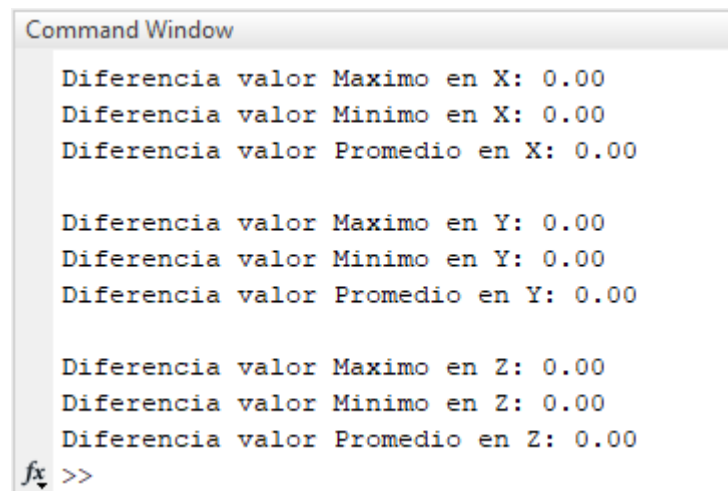 Command Window
Diferencia valor Maximo en X: 0.00
Diferencia valor Minimo en X: 0.00
Diferencia valor Promedio en X: 0.00
Diferencia valor Maximo en Y: 0.00
Diferencia valor Minimo en Y: 0.00
Diferencia valor Promedio en Y: 0.00
Diferencia valor Maximo en Z: 0.00
Diferencia valor Minimo en Z: 0.00
Diferencia valor Promedio en Z: 0.00
fx >>